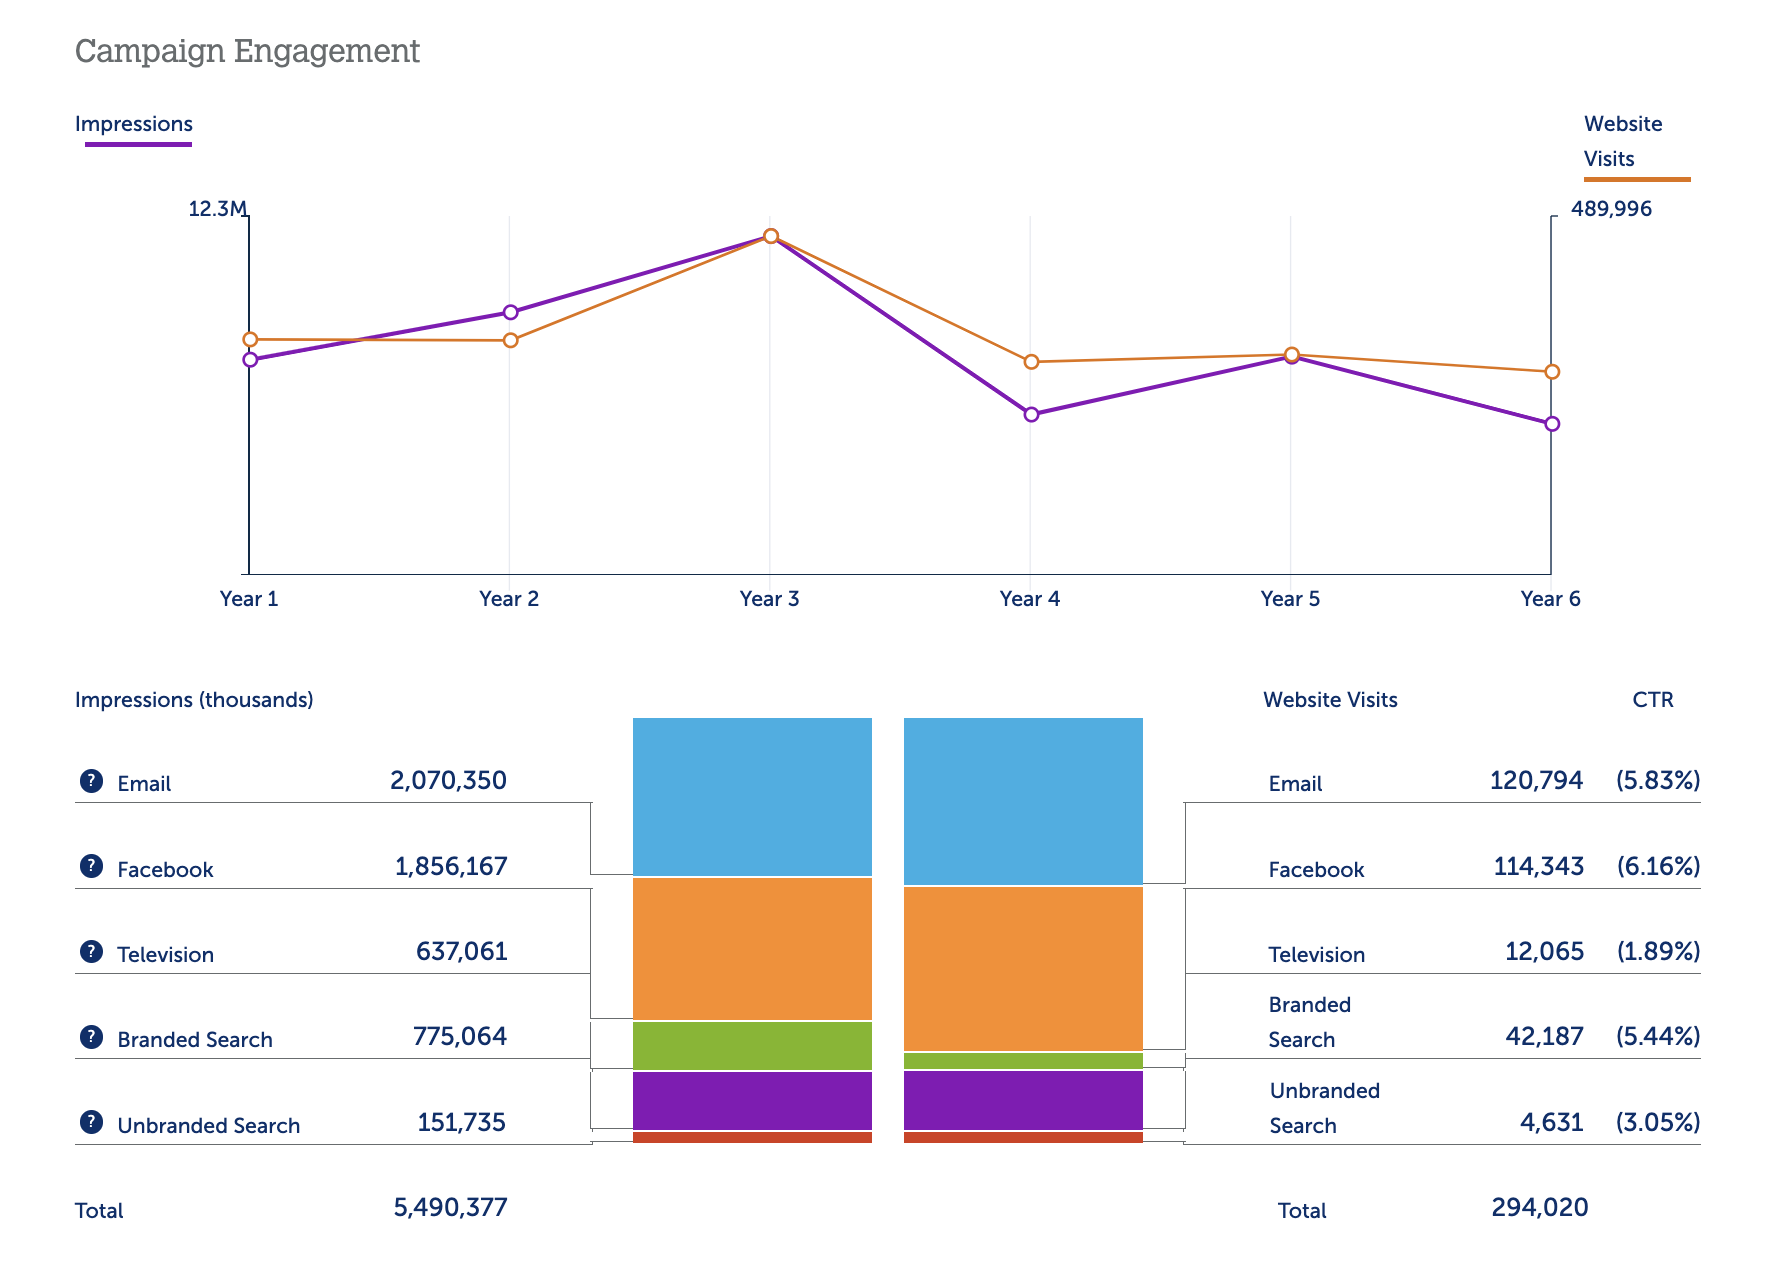 Campaign Engagement
Impressions
Website
Visits
12.3M
489,996
Year 1
Year 2
Year 3
Year 4
Year 5
Year 6
Impressions (thousands)
Website Visits
CTR
? Email 2,070,350
Email 120,794 (5.83%)
? Facebook 1,856,167
Facebook 114,343 (6.16%)
? Television 637,061
Television 12,065 (1.89%)
? Branded Search 775,064
Branded
Search 42,187 (5.44%)
? Unbranded Search 151,735
Unbranded
Search 4,631 (3.05%)
Total 5,490,377
Total 294,020